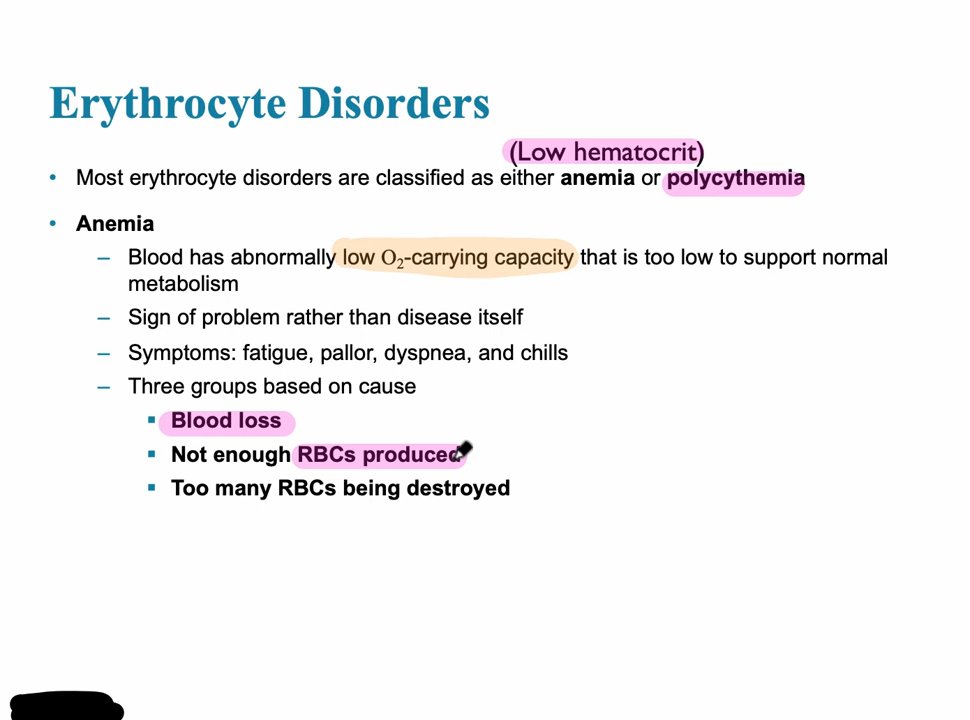 Erythrocyte Disorders
(Low hematocrit)
• Most erythrocyte disorders are classified as either anemia or polycythemia
• Anemia
– Blood has abnormally low O₂-carrying capacity that is too low to support normal
metabolism
– Sign of problem rather than disease itself
– Symptoms: fatigue, pallor, dyspnea, and chills
– Three groups based on cause
▪ Blood loss
▪ Not enough RBCs produced
▪ Too many RBCs being destroyed